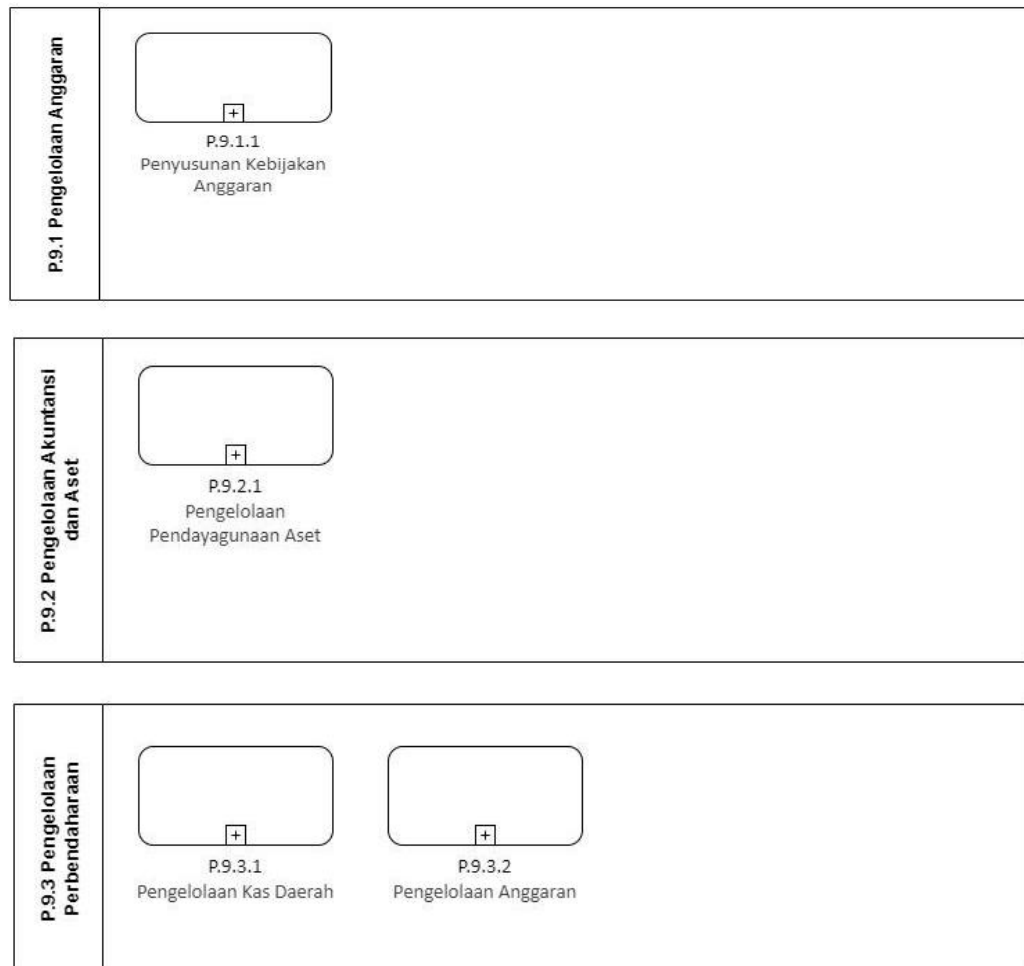 P.9.1 Pengelolaan Anggaran
P.9.1.1
Penyusunan Kebijakan
Anggaran
P.9.2 Pengelolaan Akuntansi
dan Aset
P.9.2.1
Pengelolaan
Pendayagunaan Aset
P.9.3 Pengelolaan
Perbendaharaan
P.9.3.1
Pengelolaan Kas Daerah
P.9.3.2
Pengelolaan Anggaran